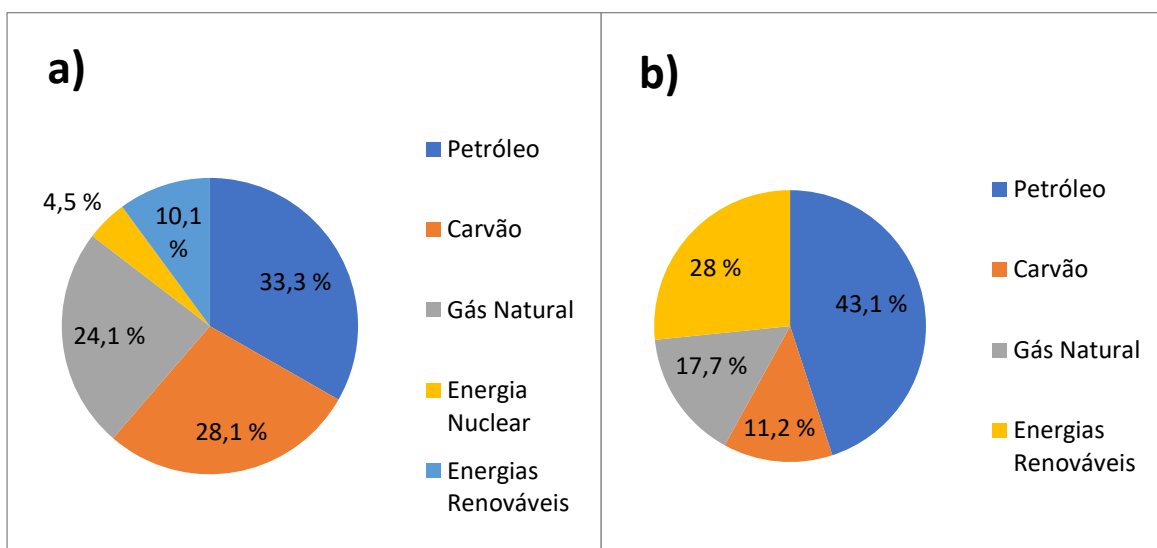 a)
4,5 %
10,1
%
33,3 %
24,1 %
28,1 %
Petróleo
Carvão
Gás Natural
Energia
Nuclear
Energias
Renováveis
b)
28 %
43,1 %
17,7 %
11,2 %
Petróleo
Carvão
Gás Natural
Energias
Renováveis